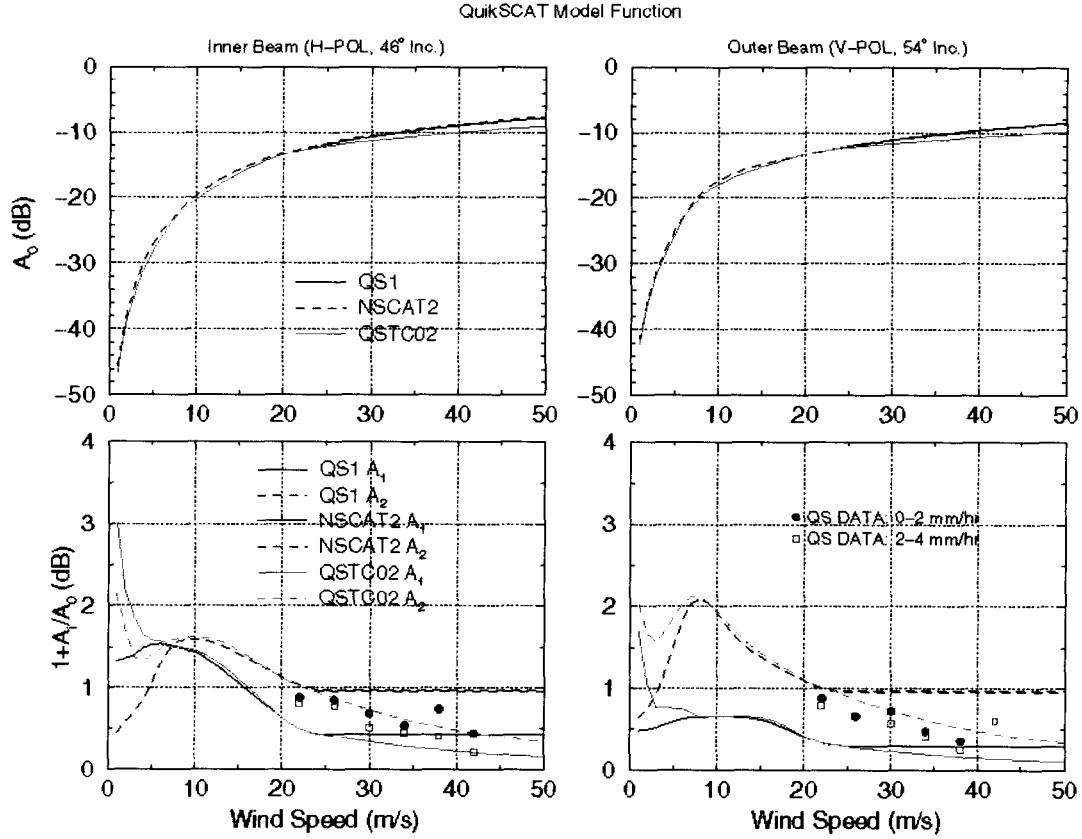 QuikSCAT Model Function
Inner Beam (H-POL, 46° Inc.)
Outer Beam (V-POL, 54° Inc.)
A₀ (dB)
0
-10
-20
-30
-40
-50
0 10 20 30 40 50
QS1
NSCAT2
QSTC02
0
-10
-20
-30
-40
-50
0 10 20 30 40 50
1+Aᵢ/A₀ (dB)
4
3
2
1
0
0 10 20 30 40 50
Wind Speed (m/s)
QS1 A₁
QS1 A₂
NSCAT2 A₁
NSCAT2 A₂
QSTC02 A₁
QSTC02 A₂
4
3
2
1
0
0 10 20 30 40 50
Wind Speed (m/s)
QS DATA: 0-2 mm/hr
QS DATA: 2-4 mm/hr